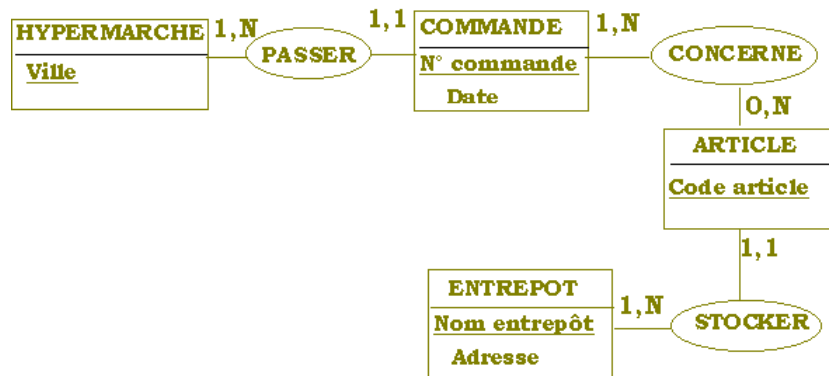 HYPERMARCHE 1,N PASSER 1,1 COMMANDE 1,N CONCERNE
Ville
N° commande
Date
0,N
ARTICLE
Code article
1,1
ENTREPOT 1,N STOCKER
Nom entrepôt
Adresse